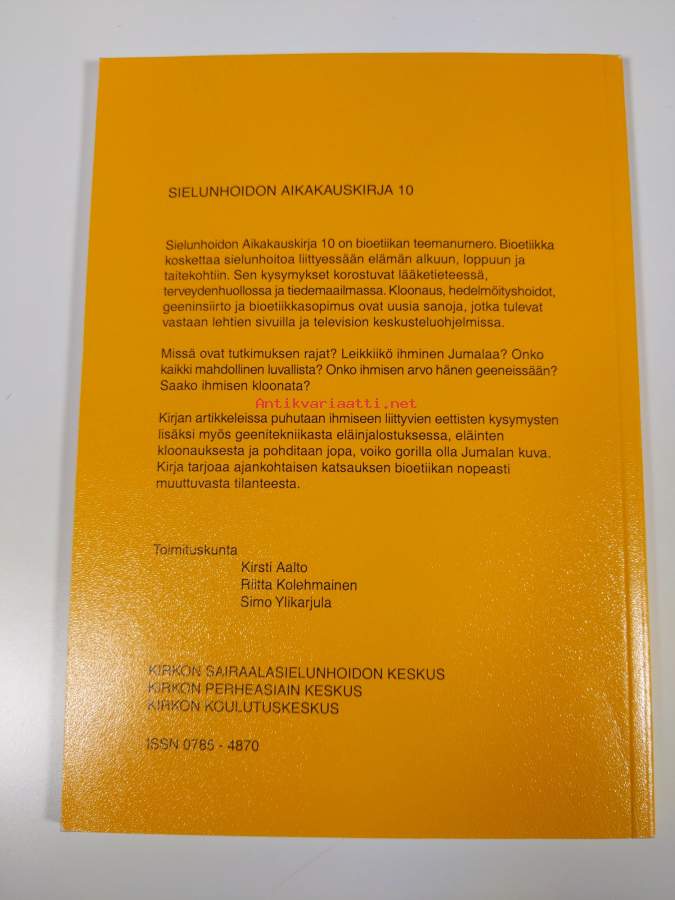 SIELUNHOIDON AIKAKAUSKIRJA 10
Sielunhoidon Aikakauskirja 10 on bioetiikan teemanumero. Bioetiikka
koskettaa sielunhoitoa liittyessään elämän alkuun, loppuun ja
taitekohtiin. Sen kysymykset korostuvat lääketieteessä,
terveydenhuollossa ja tiedemaailmassa. Kloonaus, hedelmöityshoidot,
geeninsiirto ja bioetiikkasopimus ovat uusia sanoja, jotka tulevat
vastaan lehtien sivuilla ja television keskusteluohjelmissa.
Missä ovat tutkimuksen rajat? Leikkiikö ihminen Jumalaa? Onko
kaikki mahdollinen luvallista? Onko ihmisen arvo hänen geeneissään?
Saako ihmisen kloonata?
Antikvariaatti.net
Kirjan artikkeleissa puhutaan ihmiseen liittyvien eettisten kysymysten
lisäksi myös geenitekniikasta eläinjalostuksessa, eläinten
kloonauksesta ja pohditaan jopa, voiko gorilla olla Jumalan kuva.
Kirja tarjoaa ajankohtaisen katsauksen bioetiikan nopeasti
muuttuvasta tilanteesta.
Toimituskunta
Kirsti Aalto
Riitta Kolehmainen
Simo Ylikarjula
KIRKON SAIRAALASIELUNHOIDON KESKUS
KIRKON PERHEASIAIN KESKUS
KIRKON KOULUTUSKESKUS
ISSN 0785 - 4870